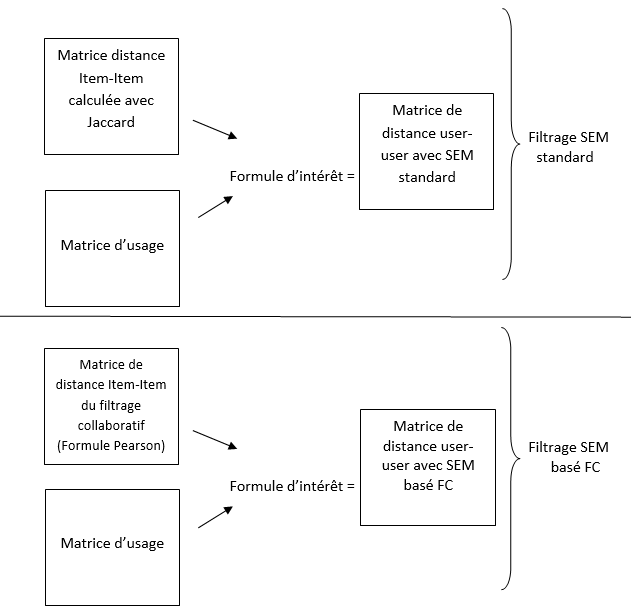 Matrice distance
Item-Item
calculée avec
Jaccard
Matrice d’usage
Formule d’intérêt =
Matrice de
distance user-
user avec SEM
standard
Filtrage SEM
standard
Matrice de
distance Item-Item
du filtrage
collaboratif
(Formule Pearson)
Matrice d’usage
Formule d’intérêt =
Matrice de
distance user-
user avec SEM
basé FC
Filtrage SEM
basé FC